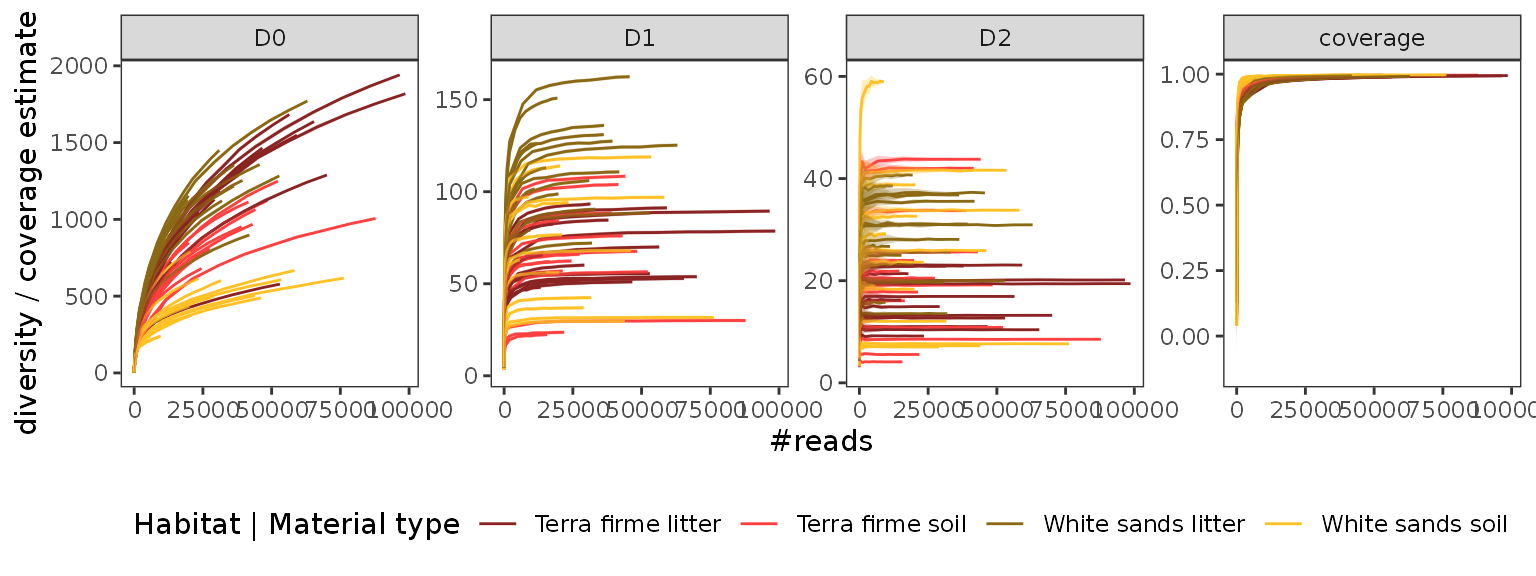 D0 D1 D2 coverage
diversity / coverage estimate
2000
1500
1000
500
0
150
100
50
0
60
40
20
0
1.00
0.75
0.50
0.25
0.00
0 25000 50000 75000 100000
0 25000 50000 75000 100000
0 25000 50000 75000 100000
0 25000 50000 75000 10000
#reads
Habitat | Material type Terra firme litter Terra firme soil White sands litter White sands soil